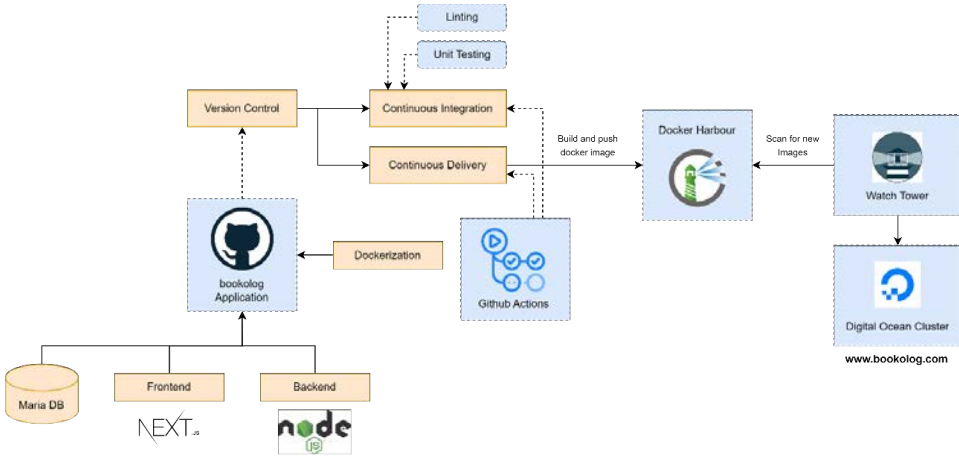 Linting
Unit Testing
Version Control
Continuous Integration
Continuous Delivery
Build and push
docker image
Docker Harbour
Scan for new
Images
Watch Tower
bookolog
Application
Dockerization
Github Actions
Digital Ocean Cluster
www.bookolog.com
Maria DB
Frontend
Backend
NEXT.JS
node
JS